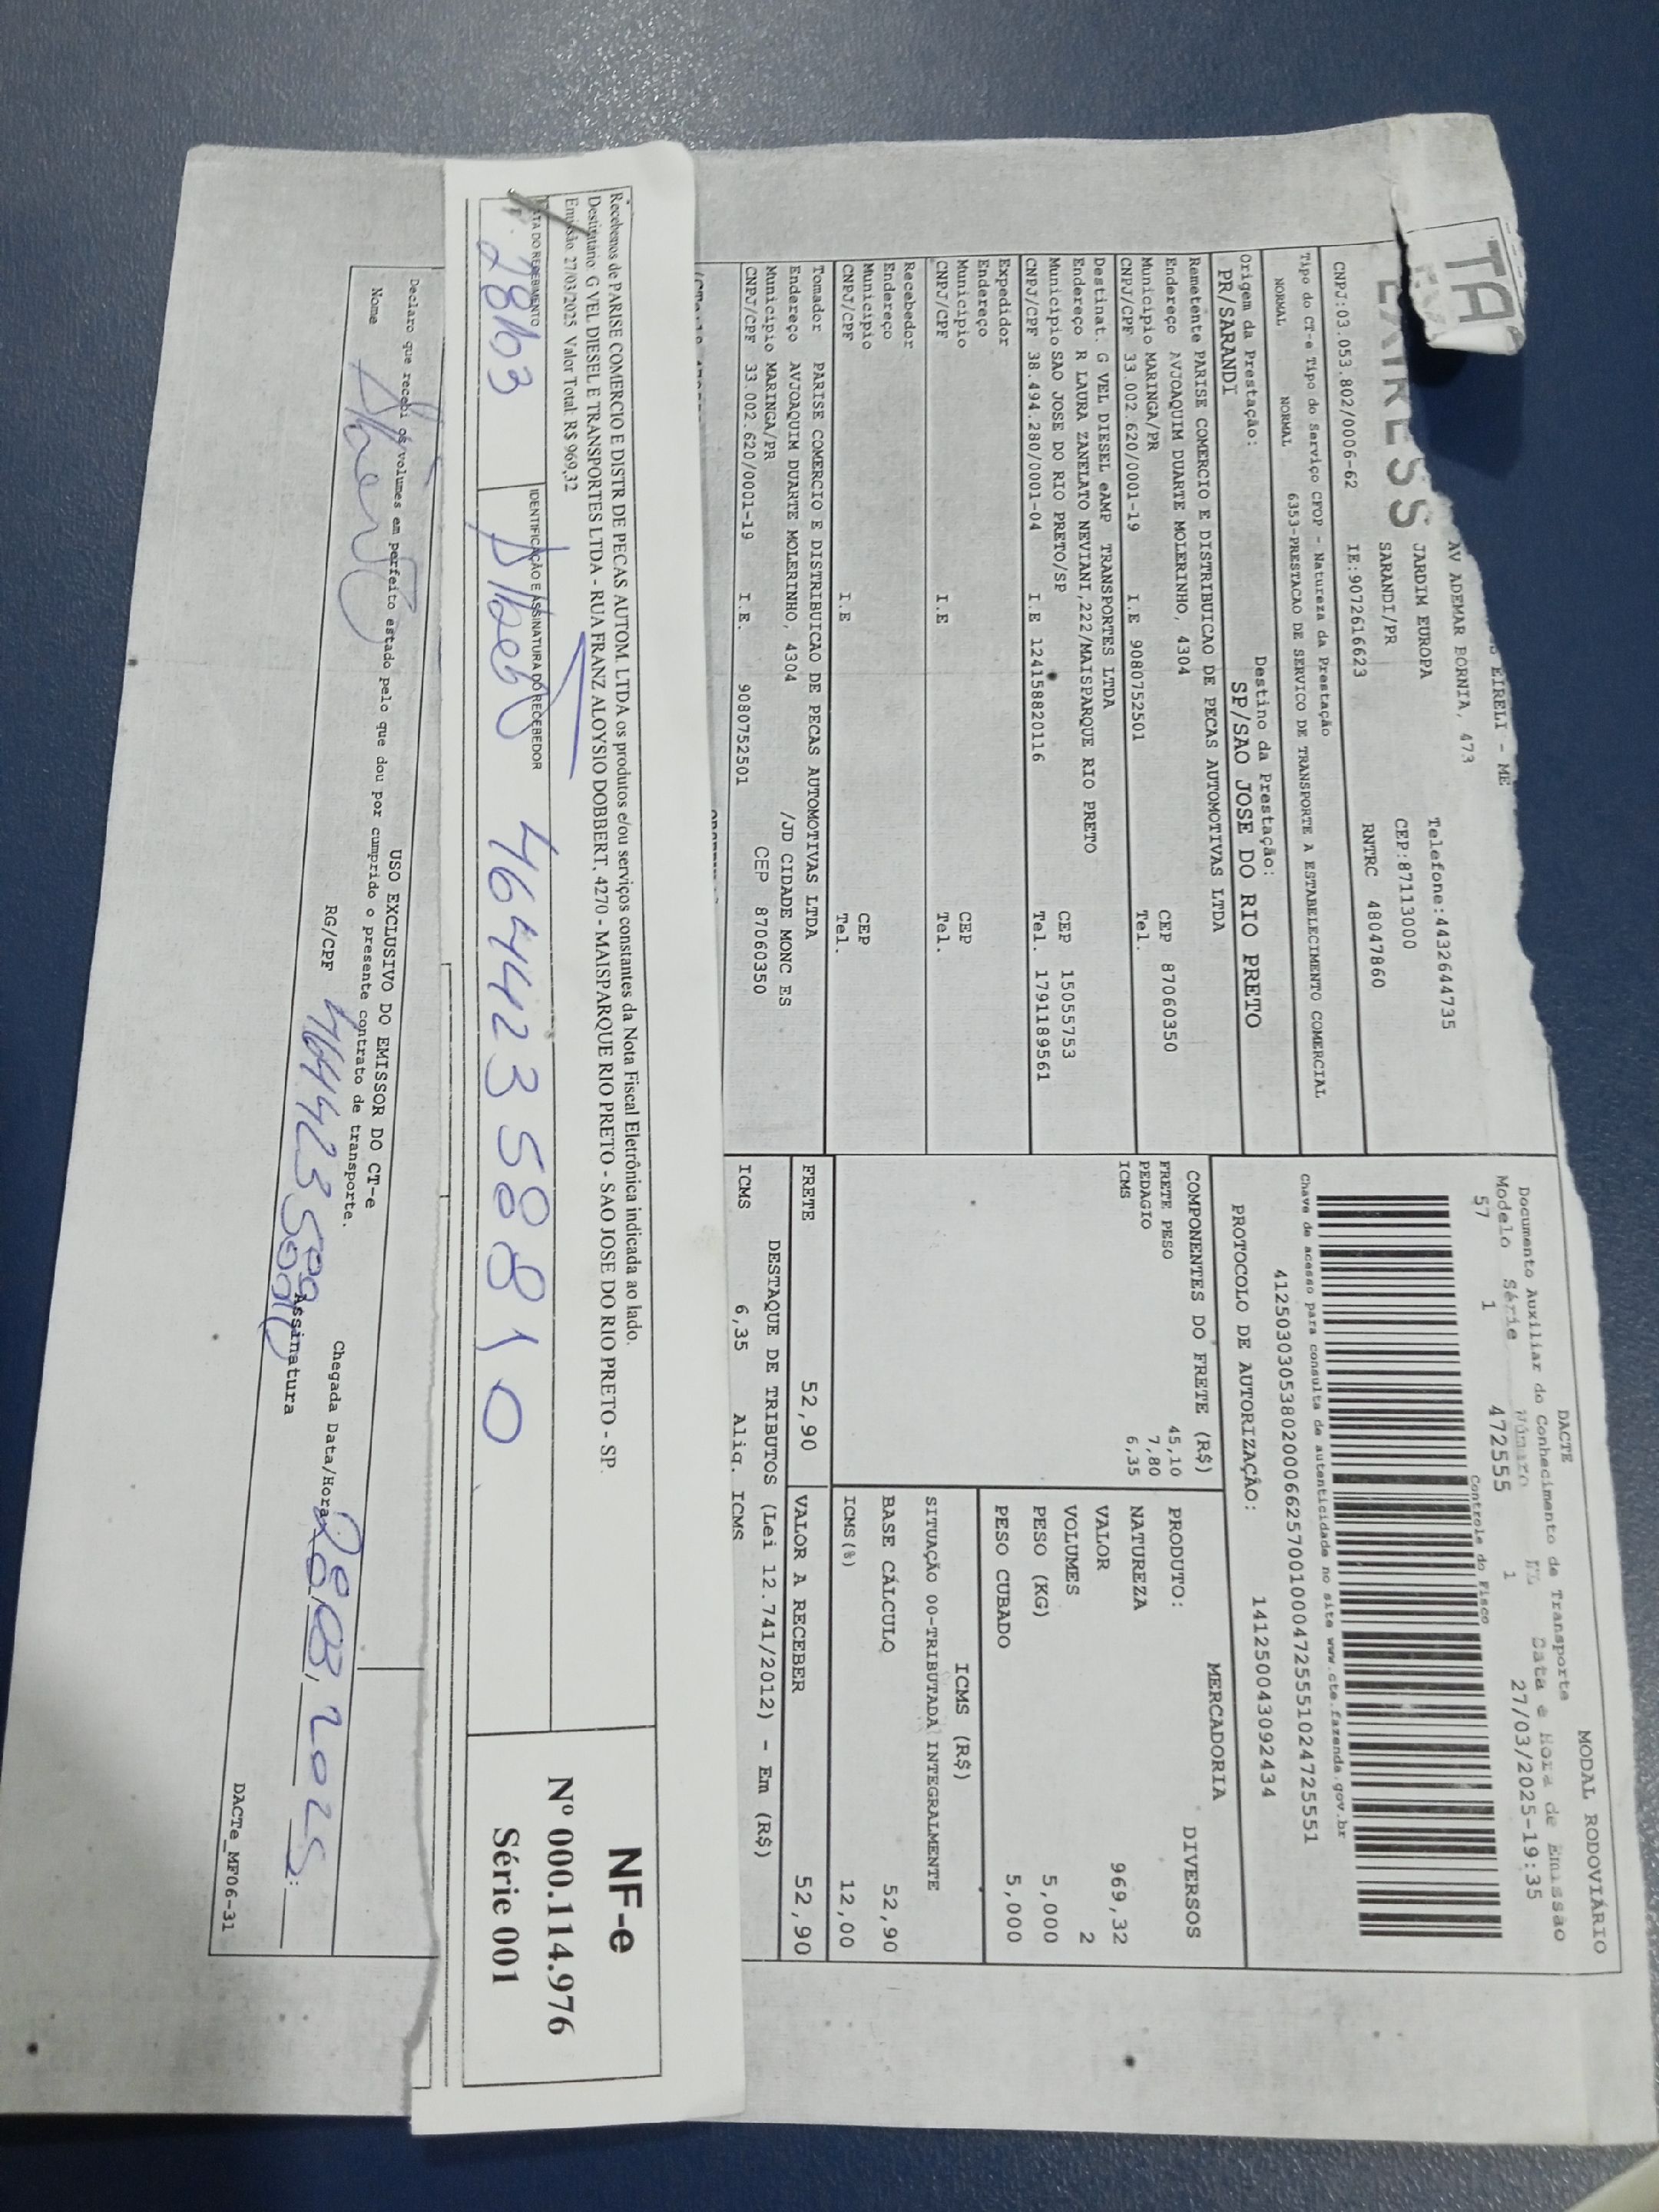 TA
EIRELI - ME
EXPRESS
AV ADEMAR BORNIA, 473
JARDIM EUROPA
SARANDI/PR
Telefone:4432644735
CEP:87113000
CNPJ:03.053.802/0006-62 IE:9072616623 RNTRC 48047860
DACTE MODAL RODOVIÁRIO
Documento Auxiliar do Conhecimento de Transporte
Modelo Série Número FL Data e Hora de Emissão
57 1 472555 1 27/03/2025-19:35
Controle do Fisco
Tipo do CT-e Tipo do Serviço CFOP - Natureza da Prestação
NORMAL NORMAL 6353-PRESTACAO DE SERVICO DE TRANSPORTE A ESTABELECIMENTO COMERCIAL
Chave de acesso para consulta de autenticidade no site www.cte.fazenda.gov.br
41250303053802000662570010004725551024725551
Origem da Prestação: Destino da Prestação:
PR/SARANDI SP/SAO JOSE DO RIO PRETO
PROTOCOLO DE AUTORIZAÇÃO: 141250043092434
Remetente PARISE COMERCIO E DISTRIBUICAO DE PECAS AUTOMOTIVAS LTDA
Endereço AVJOAQUIM DUARTE MOLERINHO, 4304
Município MARINGA/PR CEP 87060350
CNPJ/CPF 33.002.620/0001-19 I.E 9080752501 Tel.
Destinat. G VEL DIESEL eAMP TRANSPORTES LTDA
Endereço R LAURA ZANELATO NEVIANI,222/MAISPARQUE RIO PRETO
Município SAO JOSE DO RIO PRETO/SP CEP 15055753
CNPJ/CPF 38.494.280/0001-04 I.E 124158820116 Tel. 1791189561
Expedidor
Endereço
Município CEP
CNPJ/CPF I.E Tel.
Recebedor
Endereço
Município CEP
CNPJ/CPF I.E Tel.
Tomador PARISE COMERCIO E DISTRIBUICAO DE PECAS AUTOMOTIVAS LTDA
Endereço AVJOAQUIM DUARTE MOLERINHO, 4304 /JD CIDADE MONC ES
Município MARINGA/PR CEP 87060350
CNPJ/CPF 33.002.620/0001-19 I.E. 9080752501
COMPONENTES DO FRETE (R$)
FRETE PESO 45,10
PEDAGIO 7,80
ICMS 6,35
MERCADORIA
PRODUTO: DIVERSOS
NATUREZA
VALOR 969,32
VOLUMES 2
PESO (KG) 5,000
PESO CUBADO 5,000
ICMS (R$)
SITUAÇÃO 00-TRIBUTADA INTEGRALMENTE
BASE CÁLCULO 52,90
ICMS(%) 12,00
FRETE 52,90 VALOR A RECEBER 52,90
DESTAQUE DE TRIBUTOS (Lei 12.741/2012) - Em (R$)
ICMS 6,35 Aliq. ICMS
Recebemos de PARISE COMERCIO E DISTR DE PECAS AUTOM. LTDA os produtos e/ou serviços constantes da Nota Fiscal Eletrônica indicada ao lado.
Destinatário: G VEL DIESEL E TRANSPORTES LTDA - RUA FRANZ ALOYSIO DOBBERT, 4270 - MAISPARQUE RIO PRETO - SAO JOSE DO RIO PRETO - SP.
Emissão: 27/03/2025 Valor Total: R$ 969,32
DATA DO RECEBIMENTO IDENTIFICAÇÃO E ASSINATURA DO RECEBEDOR
28/03 46442358810
NF-e
Nº 000.114.976
Série 001
USO EXCLUSIVO DO EMISSOR DO CT-e
Declaro que recebi os volumes em perfeito estado pelo que dou por cumprido o presente contrato de transporte.
Nome RG/CPF Chegada Data/Hora 28/03/2025 :
Assinatura
DACTe_MF06-31